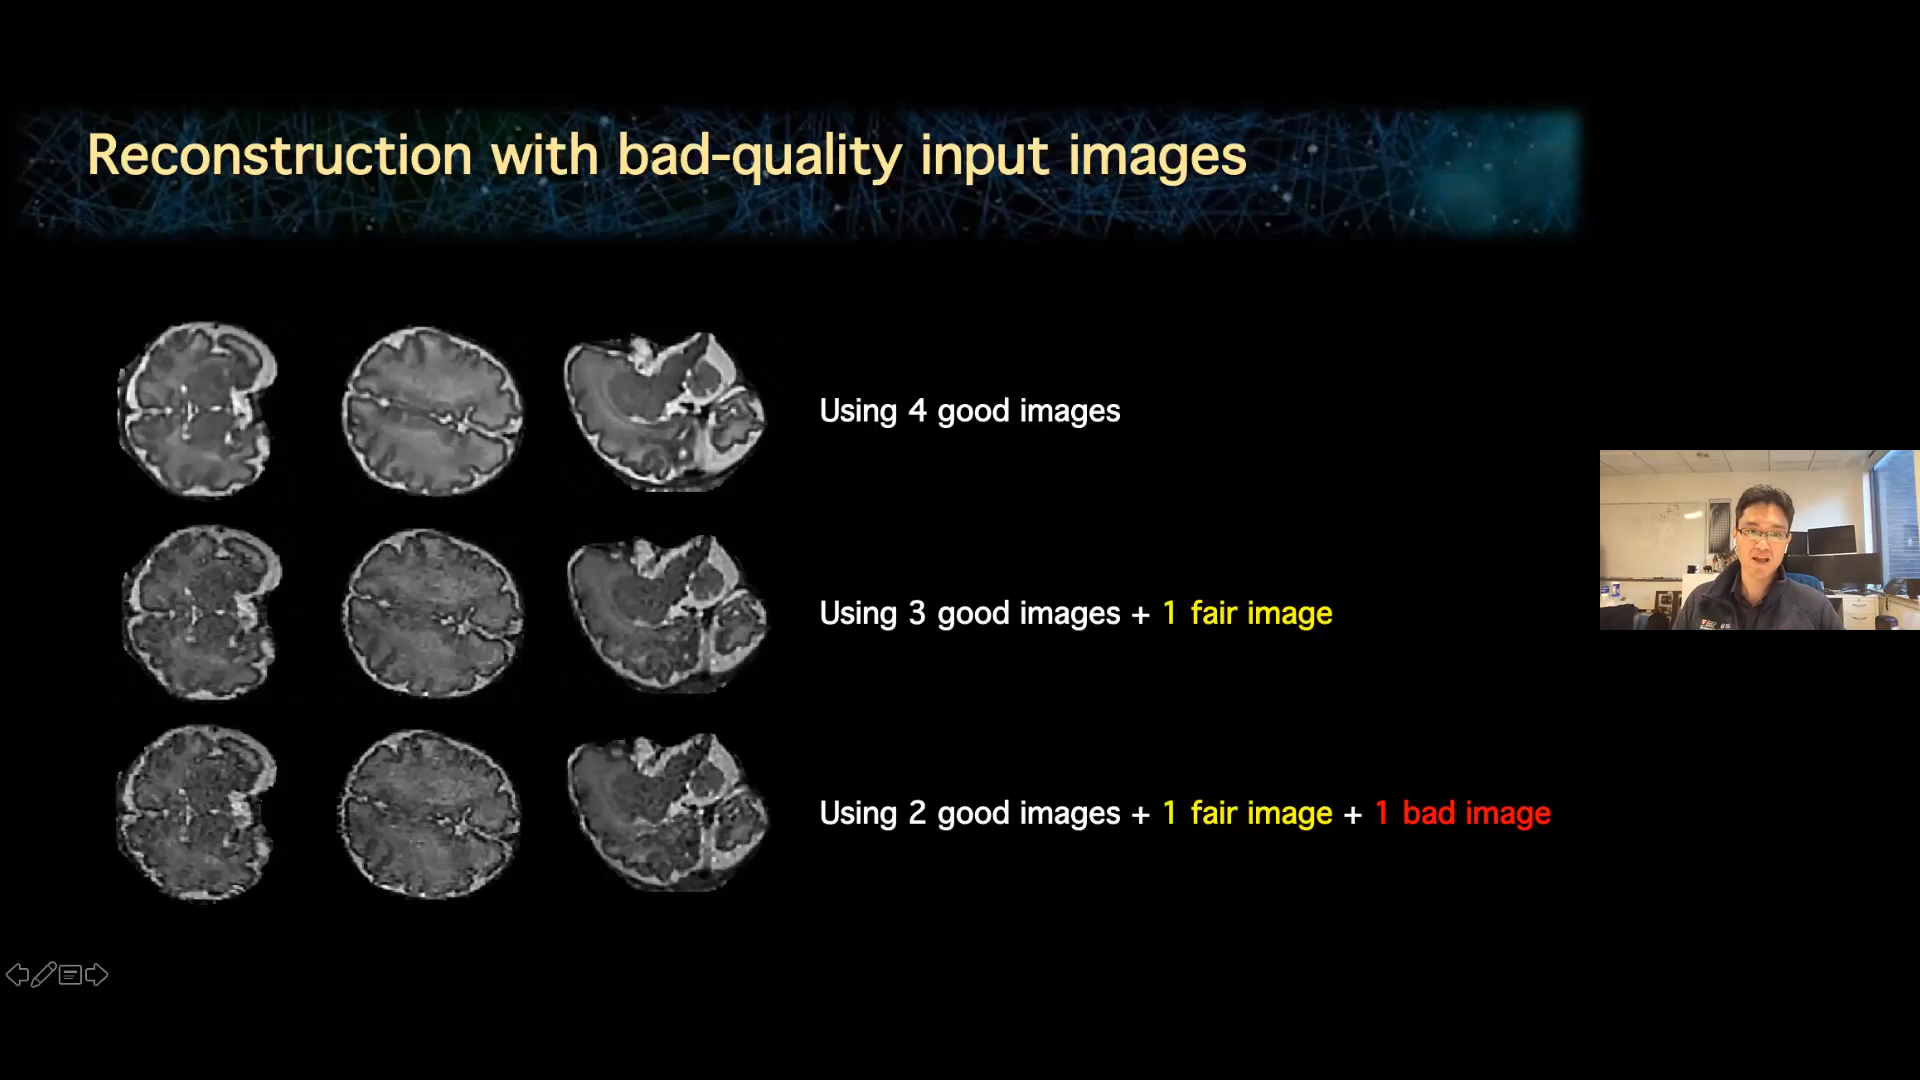 Reconstruction with bad-quality input images
Using 4 good images
Using 3 good images + 1 fair image
Using 2 good images + 1 fair image + 1 bad image